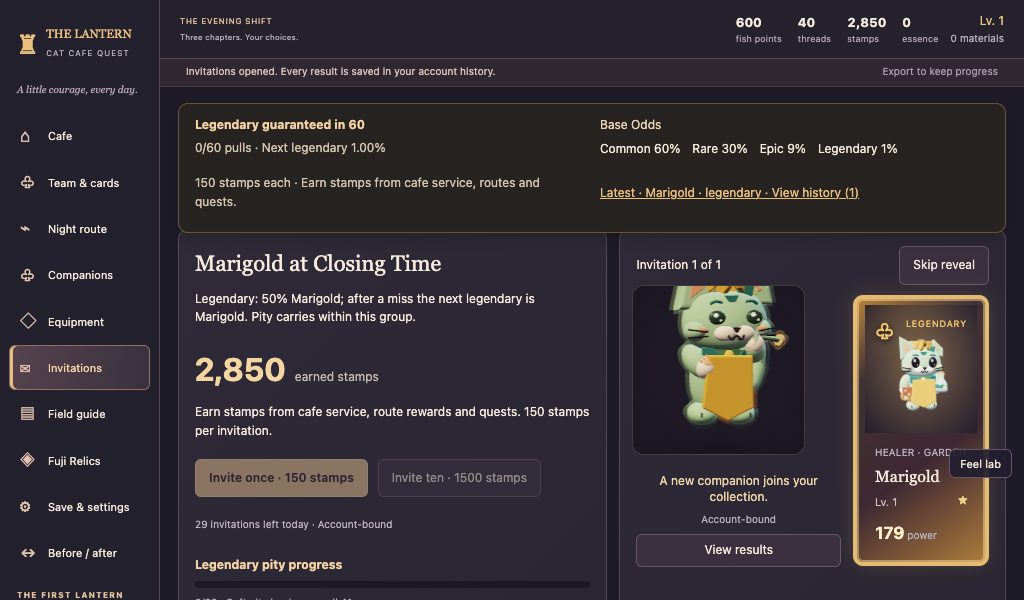 THE LANTERN
CAT CAFE QUEST
A little courage, every day.
Cafe
Team & cards
Night route
Companions
Equipment
Invitations
Field guide
Fuji Relics
Save & settings
Before / after
THE FIRST LANTERN
THE EVENING SHIFT
Three chapters. Your choices.
600
fish points
40
threads
2,850
stamps
0
essence
Lv. 1
0 materials
Invitations opened. Every result is saved in your account history.
Export to keep progress
Legendary guaranteed in 60
0/60 pulls · Next legendary 1.00%
150 stamps each · Earn stamps from cafe service, routes and
quests.
Base Odds
Common 60% Rare 30% Epic 9% Legendary 1%
Latest · Marigold · legendary · View history (1)
Marigold at Closing Time
Legendary: 50% Marigold; after a miss the next legendary is
Marigold. Pity carries within this group.
2,850 earned stamps
Earn stamps from cafe service, route rewards and quests. 150 stamps
per invitation.
Invite once · 150 stamps
Invite ten · 1500 stamps
29 invitations left today · Account-bound
Legendary pity progress
Invitation 1 of 1
Skip reveal
A new companion joins your
collection.
Account-bound
View results
LEGENDARY
HEALER · GARDEN
Marigold
Lv. 1
179 power
Feel lab